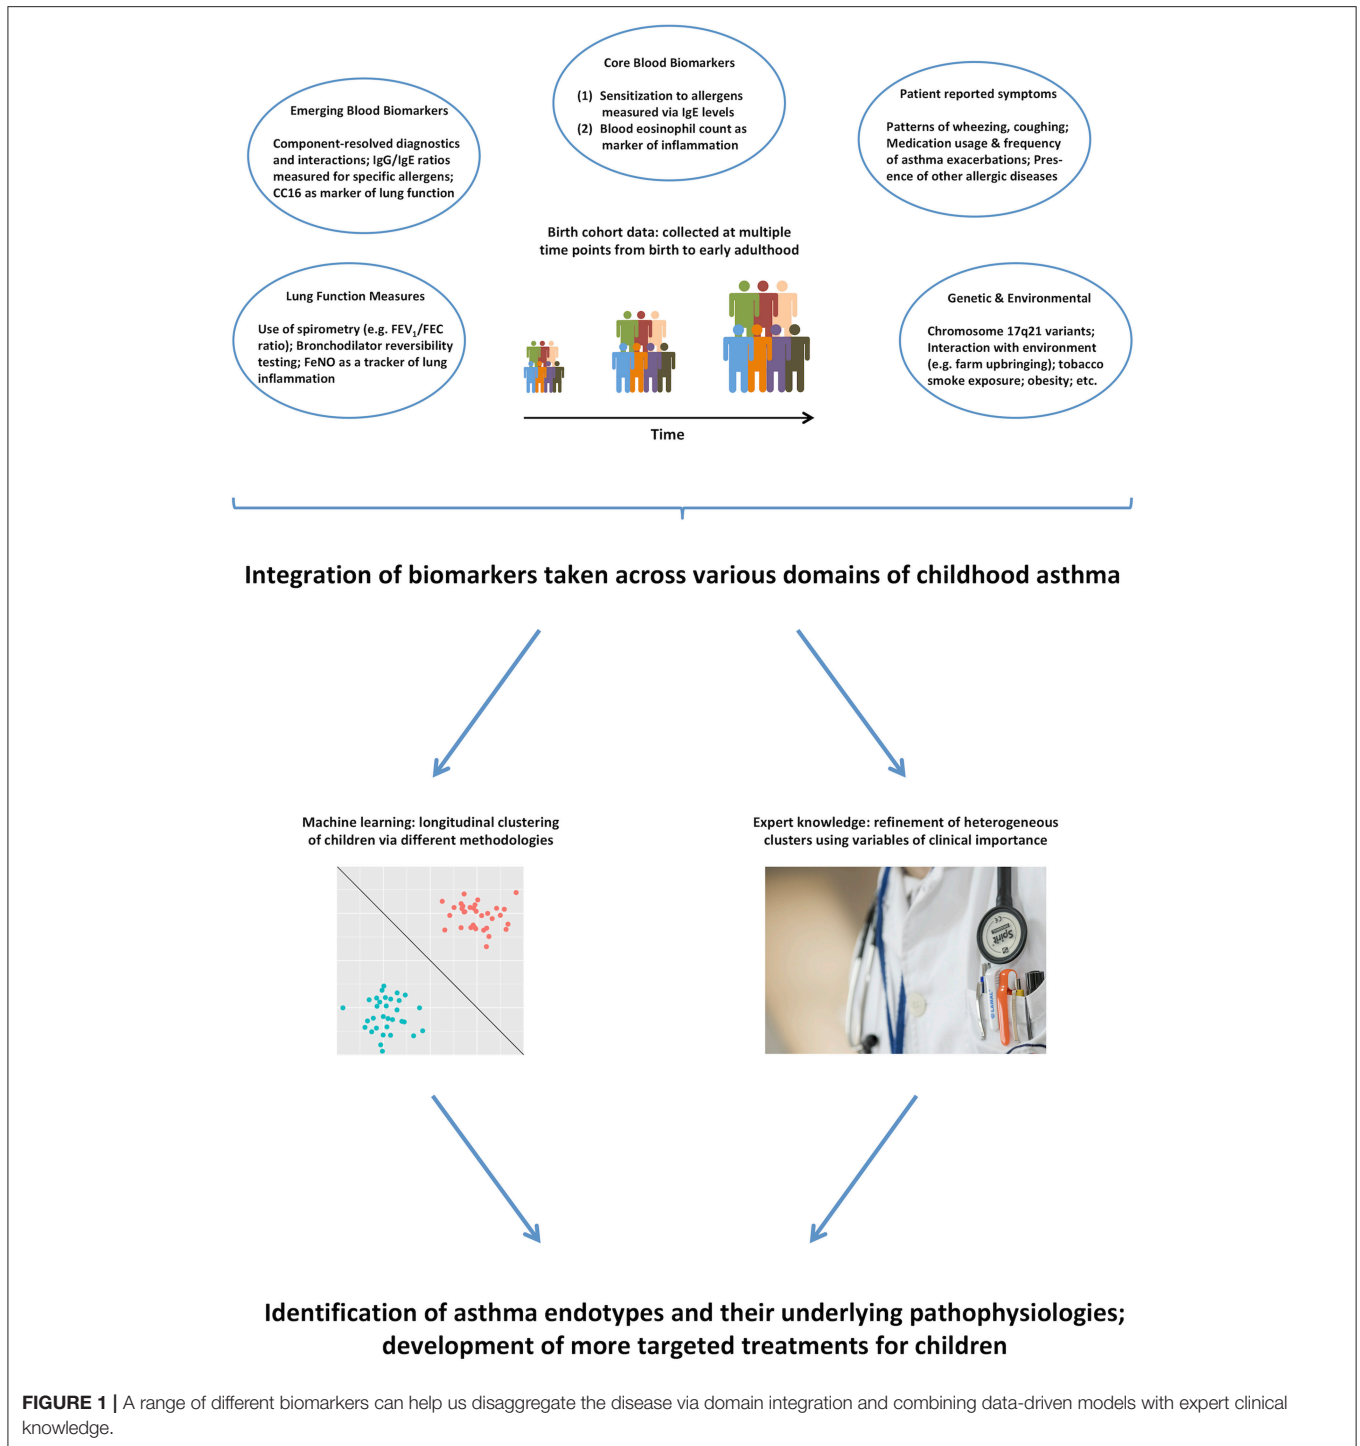 Core Blood Biomarkers
(1) Sensitization to allergens
measured via IgE levels
(2) Blood eosinophil count as
marker of inflammation
Emerging Blood Biomarkers
Component-resolved diagnostics
and interactions; IgG/IgE ratios
measured for specific allergens;
CC16 as marker of lung function
Patient reported symptoms
Patterns of wheezing, coughing;
Medication usage & frequency
of asthma exacerbations; Pres-
ence of other allergic diseases
Birth cohort data: collected at multiple
time points from birth to early adulthood
Lung Function Measures
Use of spirometry (e.g. FEV1/FEC
ratio); Bronchodilator reversibility
testing; FeNO as a tracker of lung
inflammation
Genetic & Environmental
Chromosome 17q21 variants;
Interaction with environment
(e.g. farm upbringing); tobacco
smoke exposure; obesity; etc.
Time
Integration of biomarkers taken across various domains of childhood asthma
Machine learning: longitudinal clustering
of children via different methodologies
Expert knowledge: refinement of heterogeneous
clusters using variables of clinical importance
Spirit
Identification of asthma endotypes and their underlying pathophysiologies;
development of more targeted treatments for children
FIGURE 1 | A range of different biomarkers can help us disaggregate the disease via domain integration and combining data-driven models with expert clinical
knowledge.